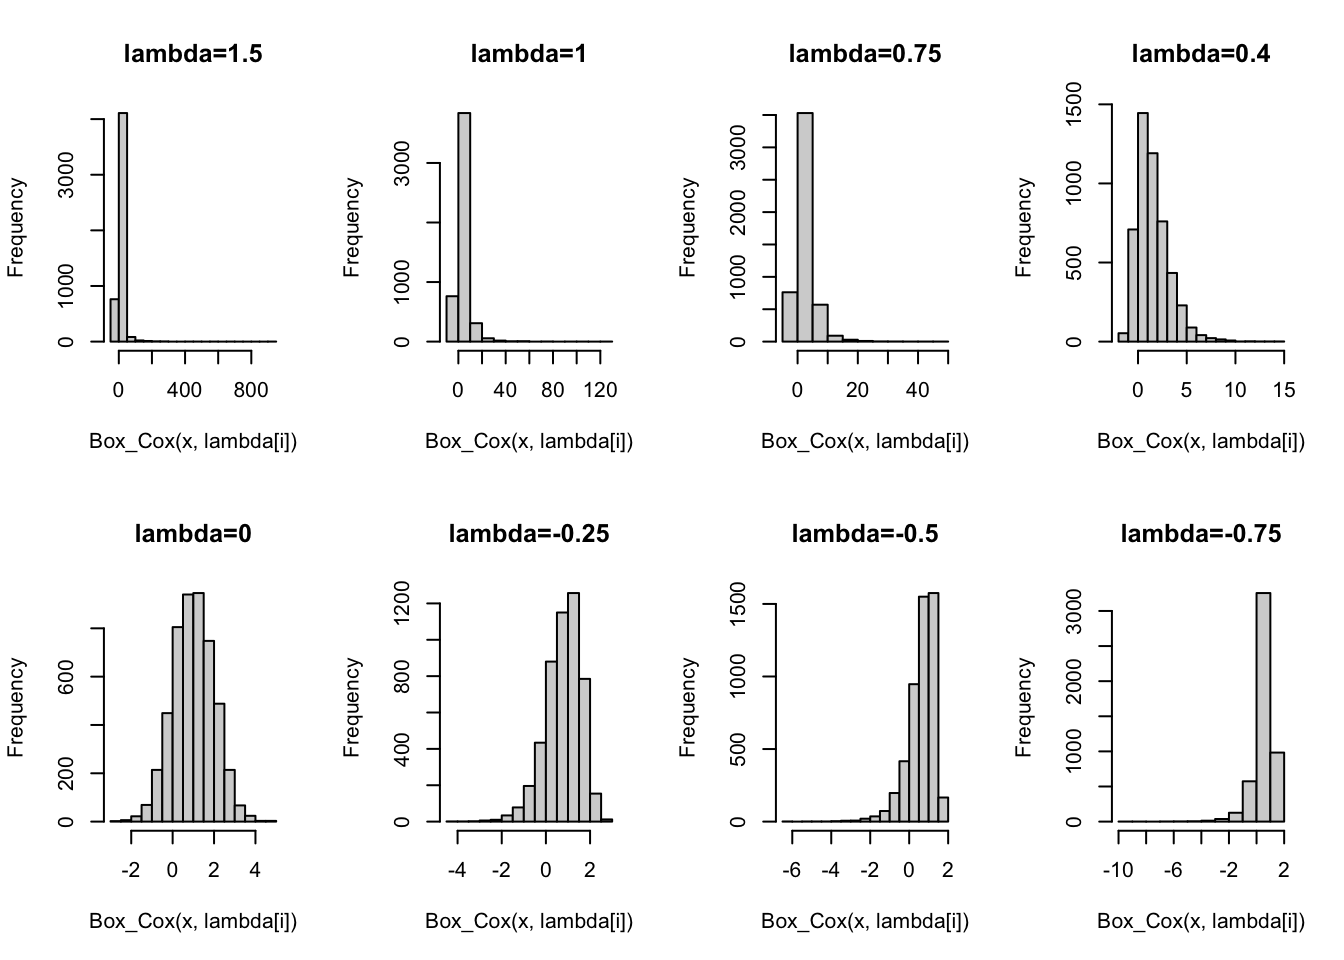 lambda=1.5
Frequency
0
1000
3000
0
400
800
Box_Cox(x, lambda[i])
lambda=1
Frequency
0
1000
3000
0
40
80
120
Box_Cox(x, lambda[i])
lambda=0.75
Frequency
0
1000
2000
3000
0
20
40
Box_Cox(x, lambda[i])
lambda=0.4
Frequency
0
500
1000
1500
0
5
10
15
Box_Cox(x, lambda[i])
lambda=0
Frequency
0
200
600
-2
0
2
4
Box_Cox(x, lambda[i])
lambda=-0.25
Frequency
0
400
800
1200
-4
-2
0
2
Box_Cox(x, lambda[i])
lambda=-0.5
Frequency
0
500
1000
1500
-6
-4
-2
0
2
Box_Cox(x, lambda[i])
lambda=-0.75
Frequency
0
1000
2000
3000
-10
-6
-2
2
Box_Cox(x, lambda[i])